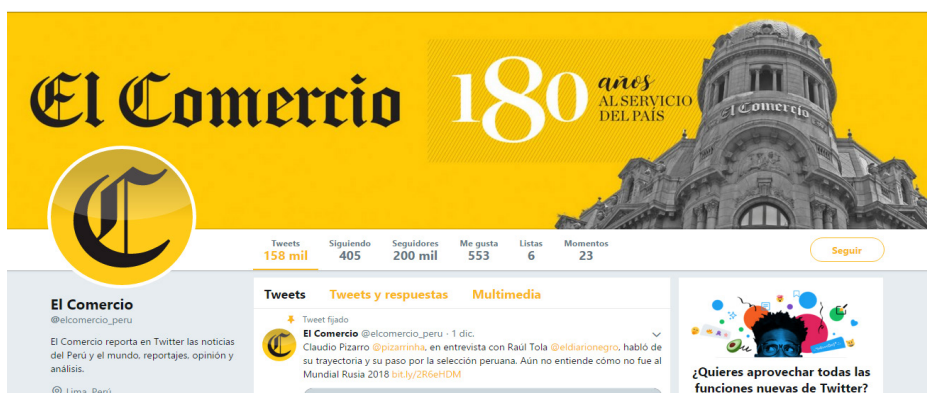 El Comercio
180 años
AL SERVICIO
DEL PAÍS
El Comercio
C
Tweets Siguiendo Seguidores Me gusta Listas Momentos
158 mil 405 200 mil 553 6 23
Seguir
El Comercio
@elcomercio_peru
El Comercio reporta en Twitter las noticias
del Perú y el mundo, reportajes, opinión y
análisis.
Lima, Perú
Tweets Tweets y respuestas Multimedia
Tweet fijado
El Comercio @elcomercio_peru · 1 dic.
Claudio Pizarro @pizarrinha, en entrevista con Raúl Tola @eldiarionegro, habló de
su trayectoria y su paso por la selección peruana. Aún no entiende cómo no fue al
Mundial Rusia 2018 bit.ly/2R6eHDM
¿Quieres aprovechar todas las
funciones nuevas de Twitter?